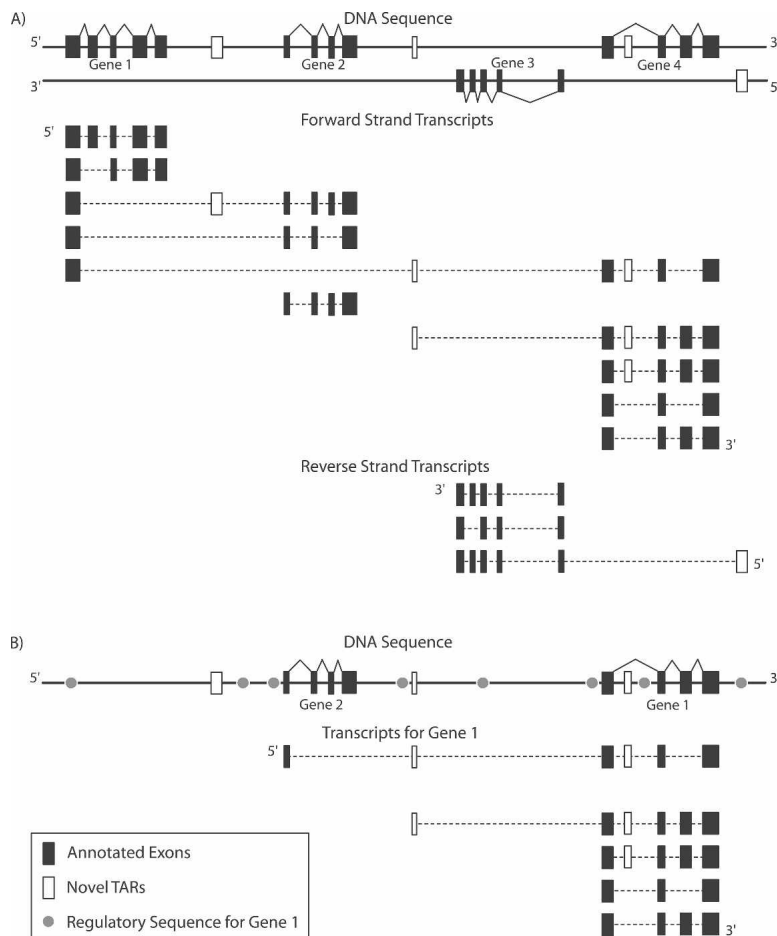 A)
DNA Sequence
5'
3'
Gene 1
Gene 2
Gene 3
Gene 4
3'
5'
Forward Strand Transcripts
5'
3'
Reverse Strand Transcripts
3'
5'
B)
DNA Sequence
5'
3'
Gene 2
Gene 1
Transcripts for Gene 1
5'
Annotated Exons
Novel TARs
Regulatory Sequence for Gene 1
3'